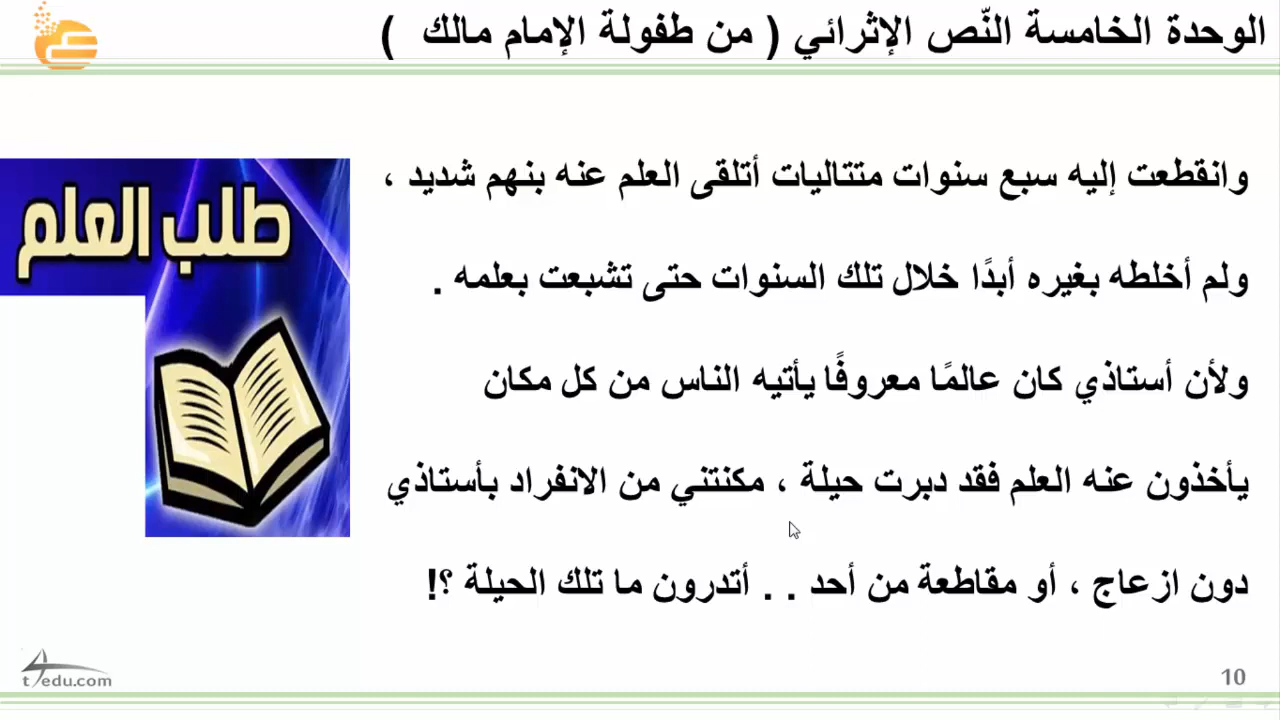 الوحدة الخامسة النّص الإثرائي ( من طفولة الإمام مالك )
طلب العلم
وانقطعت إليه سبع سنوات متتاليات أتلقى العلم عنه بنهم شديد ،
ولم أخلطه بغيره أبدًا خلال تلك السنوات حتى تشبعت بعلمه .
ولأن أستاذي كان عالمًا معروفًا يأتيه الناس من كل مكان
يأخذون عنه العلم فقد دبرت حيلة ، مكنتني من الانفراد بأستاذي
دون ازعاج ، أو مقاطعة من أحد . . أتدرون ما تلك الحيلة ؟!
t4edu.com
10